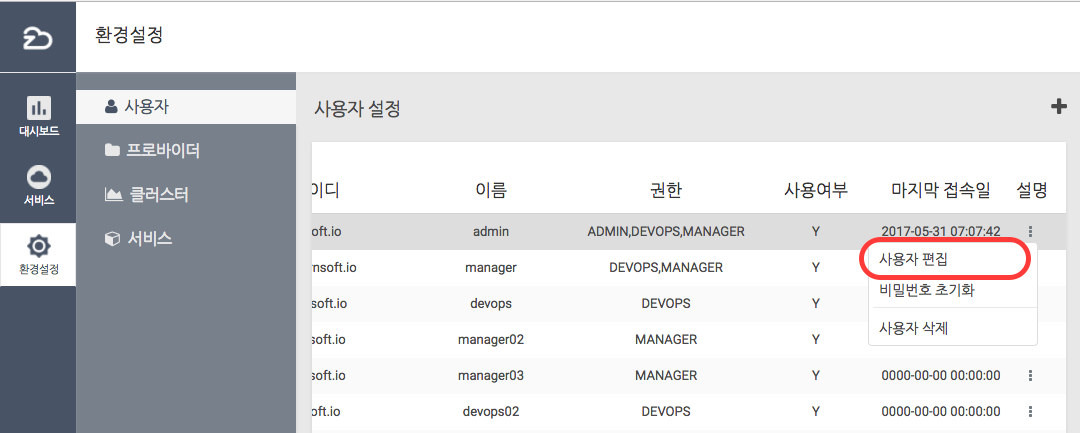 환경설정
대시보드
서비스
환경설정
사용자
프로바이더
클러스터
서비스
사용자 설정
이디 이름 권한 사용여부 마지막 접속일 설명
soft.io admin ADMIN,DEVOPS,MANAGER Y 2017-05-31 07:07:42
nsoft.io manager DEVOPS,MANAGER Y
soft.io devops DEVOPS Y
soft.io manager02 MANAGER Y
soft.io manager03 MANAGER Y 0000-00-00 00:00:00
oft.io devops02 DEVOPS Y 0000-00-00 00:00:00
사용자 편집
비밀번호 초기화
사용자 삭제